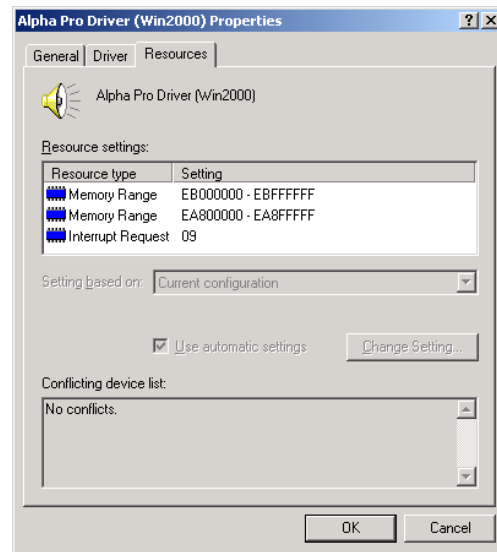 Alpha Pro Driver (Win2000) Properties
General Driver Resources
Alpha Pro Driver (Win2000)
Resource settings:
Resource type Setting
Memory Range EB000000 - EBFFFFFF
Memory Range EA800000 - EA8FFFFF
Interrupt Request 09
Setting based on: Current configuration
Use automatic settings Change Setting...
Conflicting device list:
No conflicts.
OK Cancel